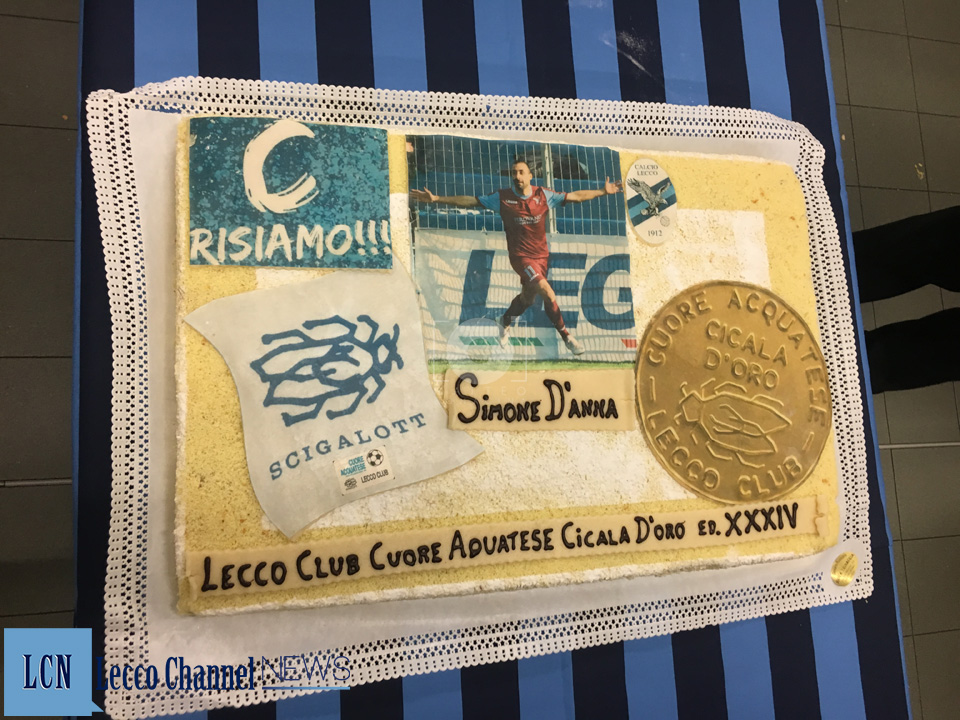 C
RISIAMO!!!
LEG
CALCIO
LECCO
1912
CUORE ACQUATESE
CICALA
D'ORO
LECCO CLUB
SIMONE D'ANNA
SCIGALOTT
CUORE
ACQUATESE
LECCO CLUB
LECCO CLUB CUORE AQUATESE CICALA D'ORO ED. XXXIV
LCN Lecco Channel NEWS